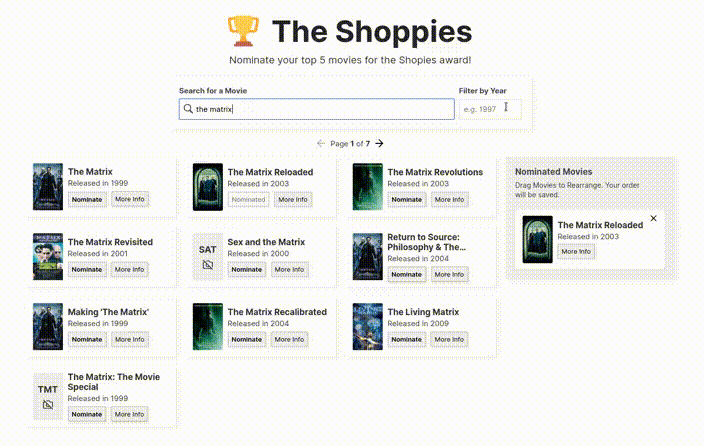 The Shoppies
Nominate your top 5 movies for the Shopies award!
Search for a Movie
Filter by Year
the matrix
e.g. 1997
Page 1 of 7
The Matrix
Released in 1999
Nominate
More Info
The Matrix Reloaded
Released in 2003
Nominated
More Info
The Matrix Revolutions
Released in 2003
Nominate
More Info
Nominated Movies
Drag Movies to Rearrange. Your order
will be saved.
The Matrix Reloaded
Released in 2003
More Info
The Matrix Revisited
Released in 2001
Nominate
More Info
SAT
Sex and the Matrix
Released in 2000
Nominate
More Info
Return to Source:
Philosophy & The...
Released in 2004
Nominate
More Info
Making 'The Matrix'
Released in 1999
Nominate
More Info
The Matrix Recalibrated
Released in 2004
Nominate
More Info
The Living Matrix
Released in 2009
Nominate
More Info
TMT
The Matrix: The Movie
Special
Released in 1999
Nominate
More Info